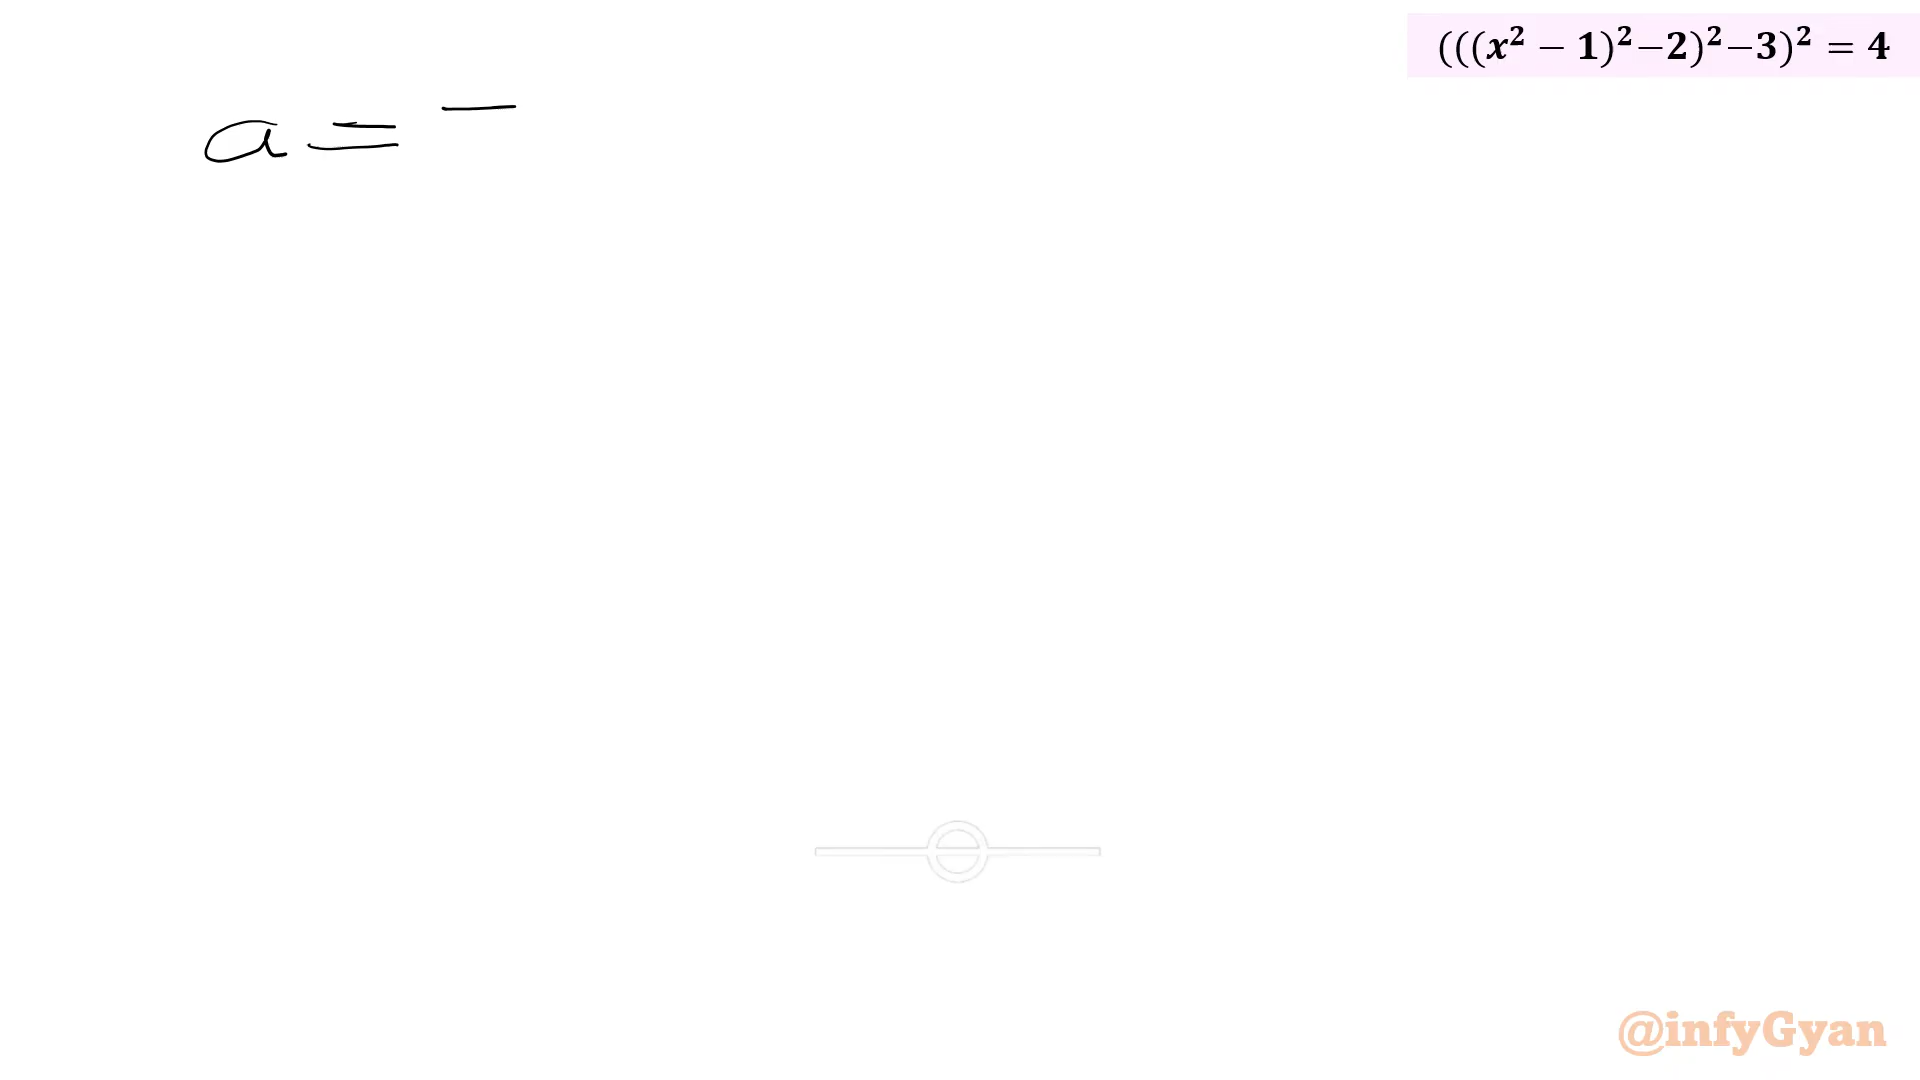 (((x² − 1)²−2)²−3)² = 4
a = −
@infyGyan